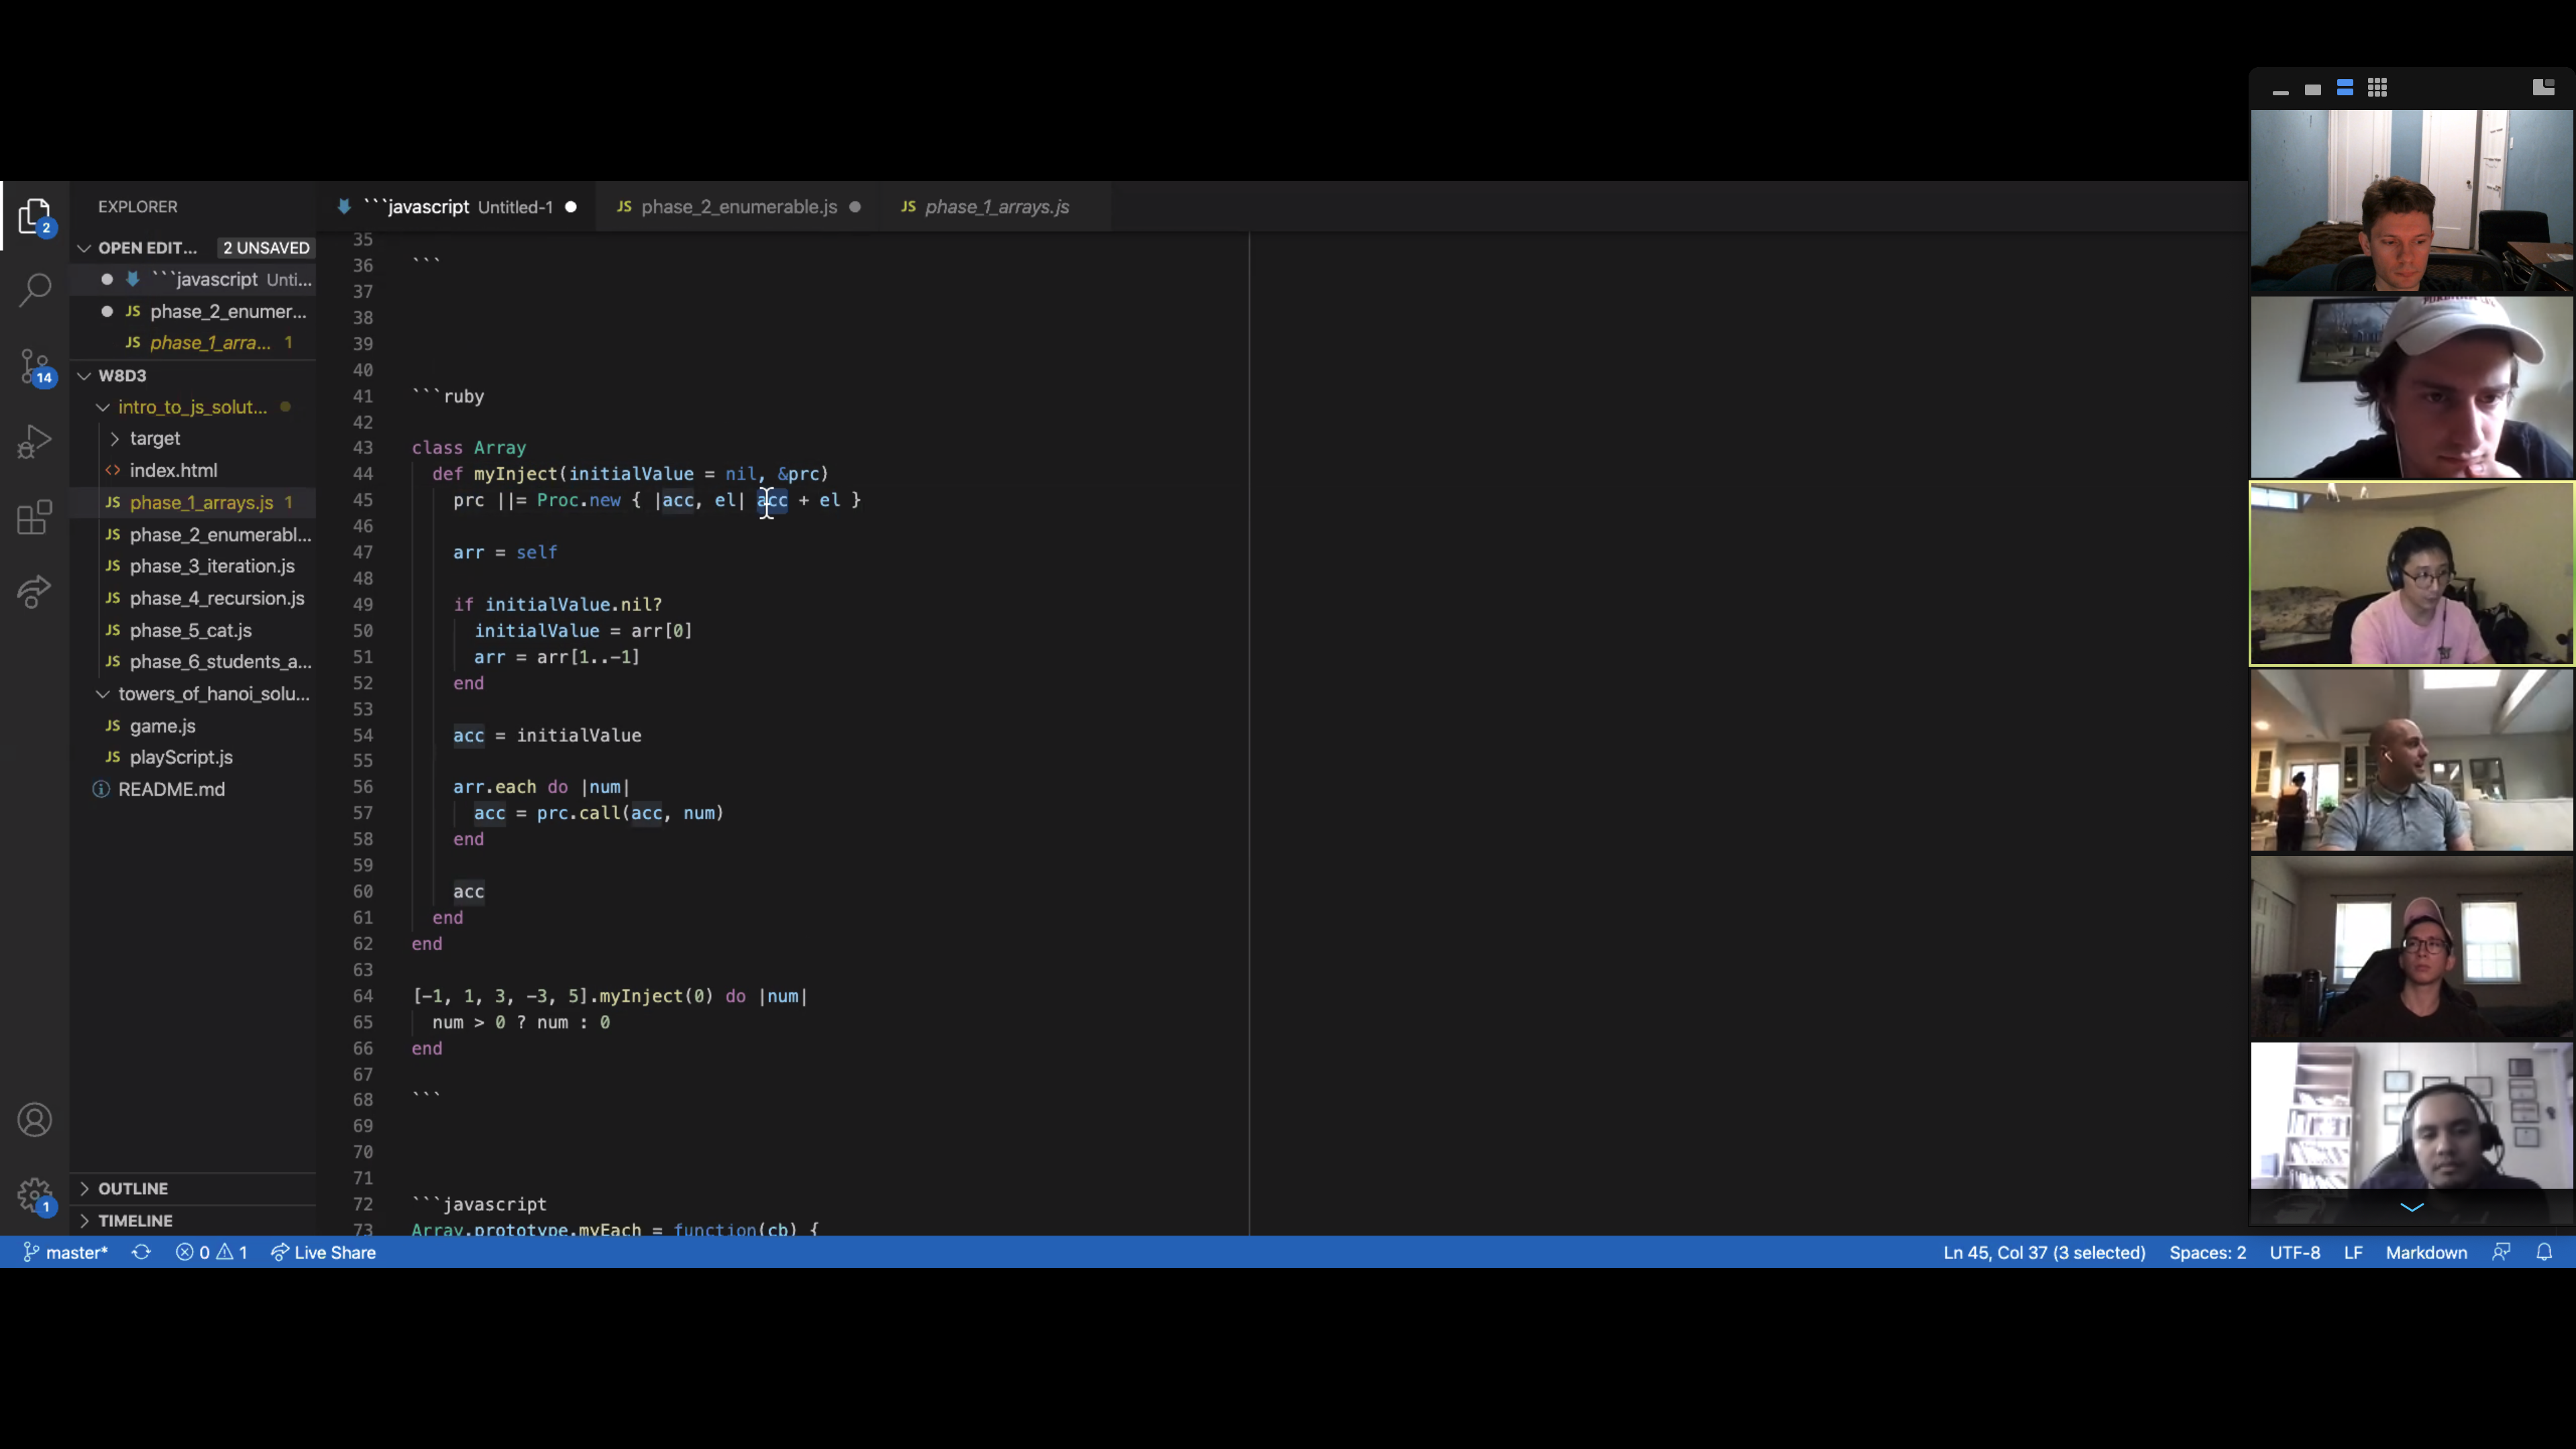 EXPLORER
OPEN EDIT... 2 UNSAVED
```javascript Unti...
JS phase_2_enumer...
JS phase_1_arra... 1
W8D3
intro_to_js_solut...
target
<> index.html
JS phase_1_arrays.js 1
JS phase_2_enumerabl...
JS phase_3_iteration.js
JS phase_4_recursion.js
JS phase_5_cat.js
JS phase_6_students_a...
towers_of_hanoi_solu...
JS game.js
JS playScript.js
README.md
OUTLINE
TIMELINE
2
14
1
```javascript Untitled-1
JS phase_2_enumerable.js
JS phase_1_arrays.js
35
36 ```
37
38
39
40
41 ```ruby
42
43 class Array
44 def myInject(initialValue = nil, &prc)
45 prc ||= Proc.new { |acc, el| acc + el }
46
47 arr = self
48
49 if initialValue.nil?
50 initialValue = arr[0]
51 arr = arr[1..-1]
52 end
53
54 acc = initialValue
55
56 arr.each do |num|
57 acc = prc.call(acc, num)
58 end
59
60 acc
61 end
62 end
63
64 [-1, 1, 3, -3, 5].myInject(0) do |num|
65 num > 0 ? num : 0
66 end
67
68 ```
69
70
71
72 ```javascript
73 Array.prototype.myEach = function(cb) {
master* 0 1 Live Share
Ln 45, Col 37 (3 selected) Spaces: 2 UTF-8 LF Markdown